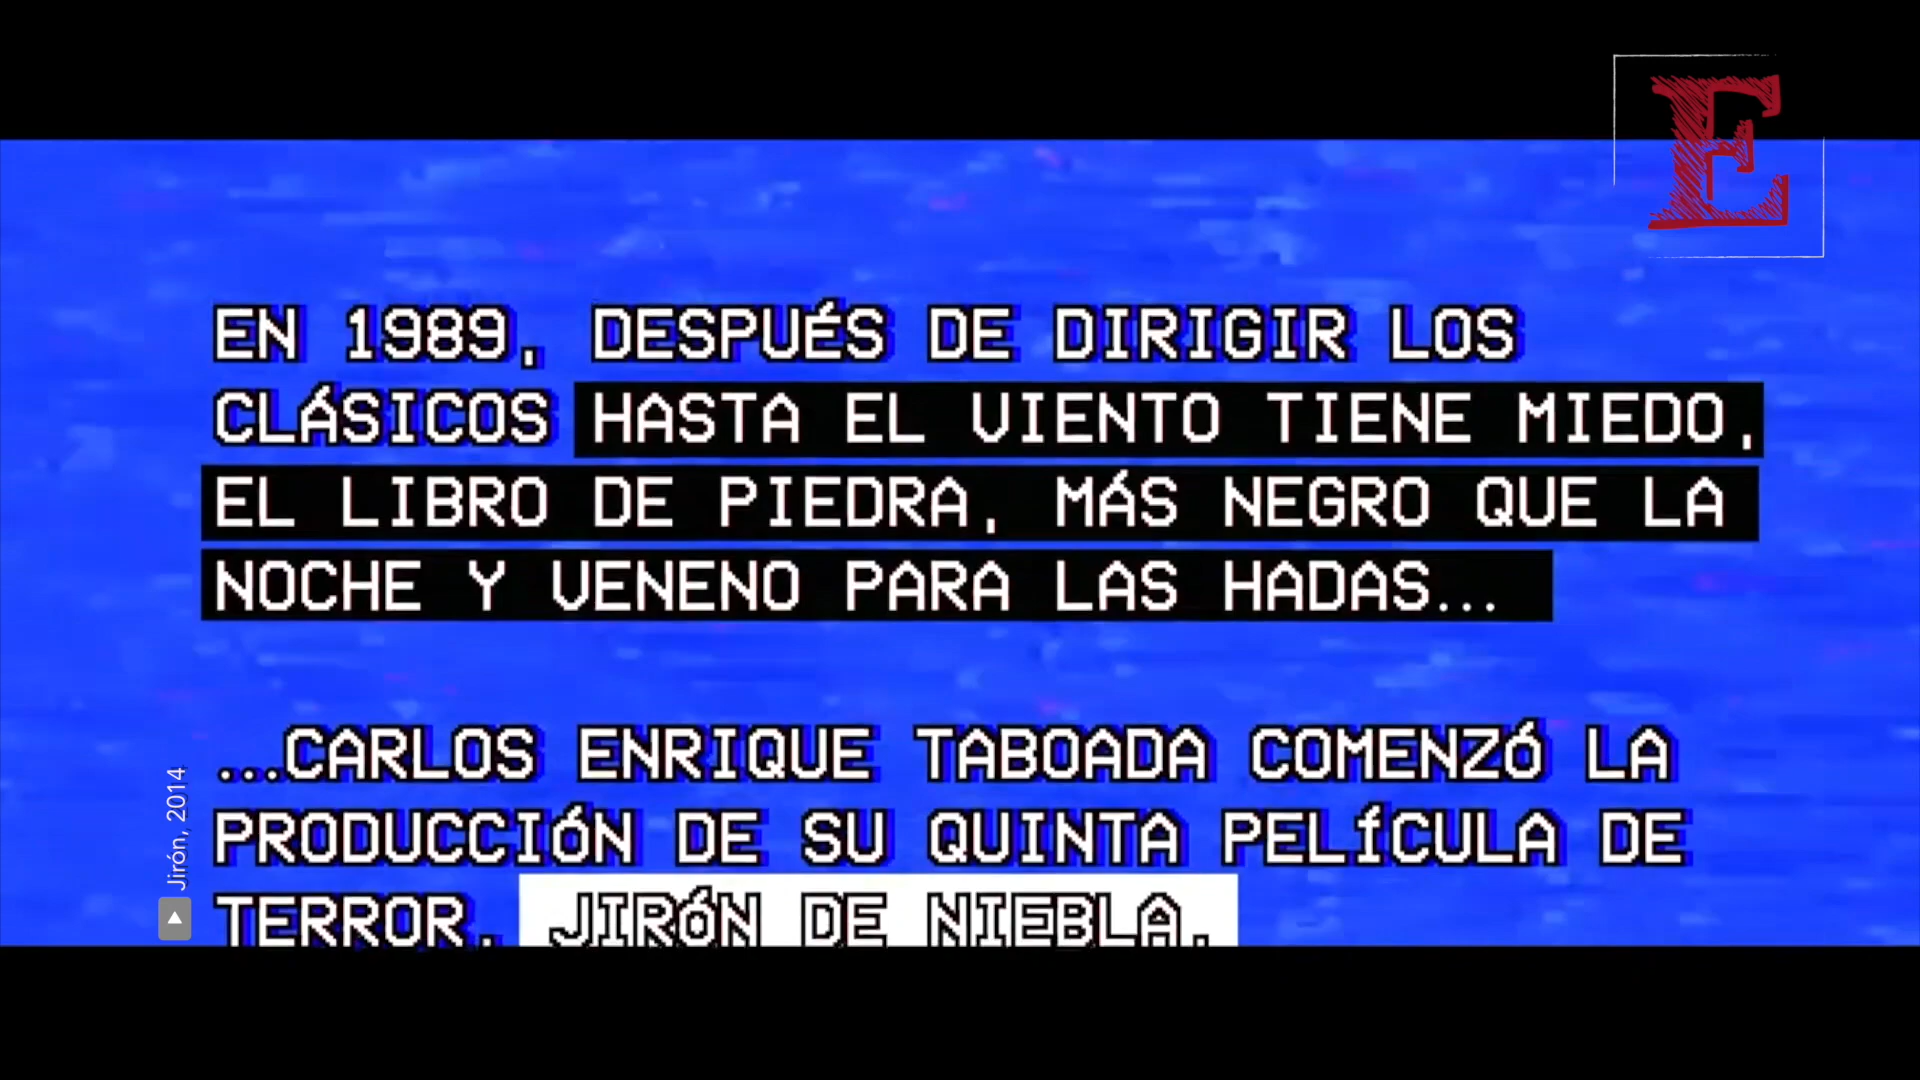 E
EN 1989, DESPUÉS DE DIRIGIR LOS
CLÁSICOS HASTA EL VIENTO TIENE MIEDO,
EL LIBRO DE PIEDRA, MÁS NEGRO QUE LA
NOCHE Y VENENO PARA LAS HADAS...
...CARLOS ENRIQUE TABOADA COMENZÓ LA
PRODUCCIÓN DE SU QUINTA PELÍCULA DE
TERROR, JIRÓN DE NIEBLA.
Jirón, 2014